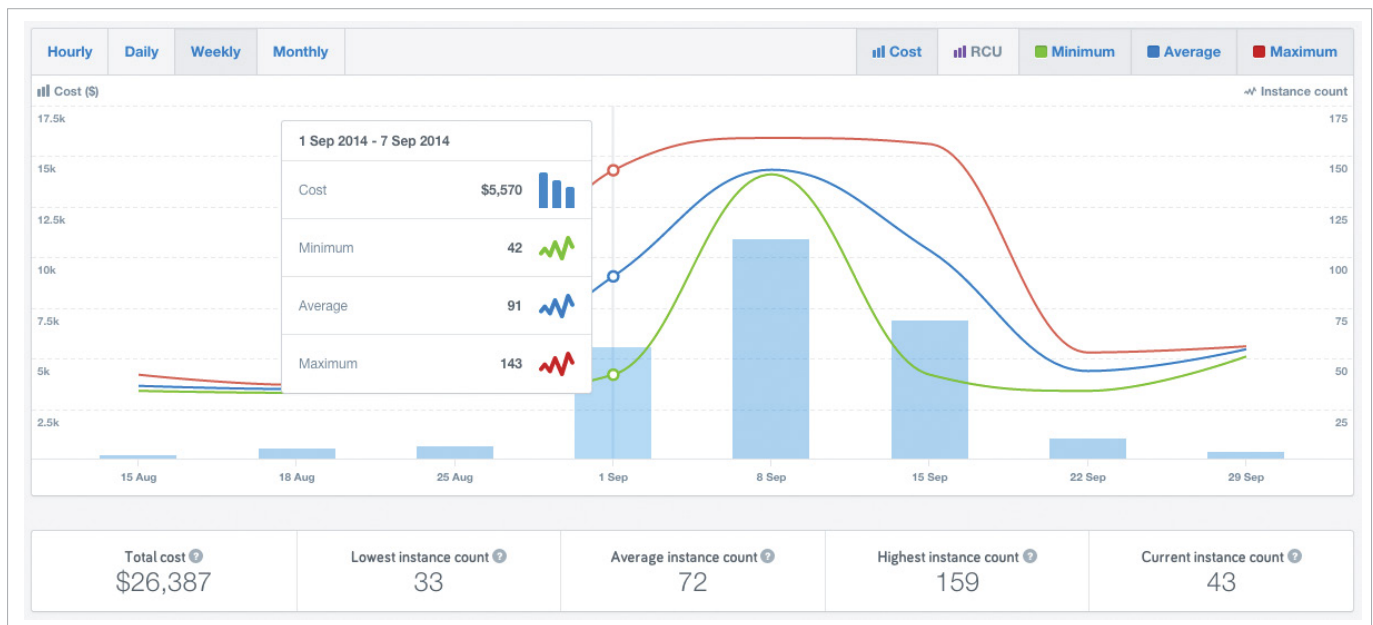 Hourly Daily Weekly Monthly Cost RCU Minimum Average Maximum
Cost ($) Instance count
17.5k 175
1 Sep 2014 - 7 Sep 2014
15k 150
Cost $5,570
12.5k 125
Minimum 42
10k 100
Average 91
7.5k 75
Maximum 143
5k 50
2.5k 25
15 Aug 18 Aug 25 Aug 1 Sep 8 Sep 15 Sep 22 Sep 29 Sep
Total cost ? Lowest instance count ? Average instance count ? Highest instance count ? Current instance count ?
$26,387 33 72 159 43